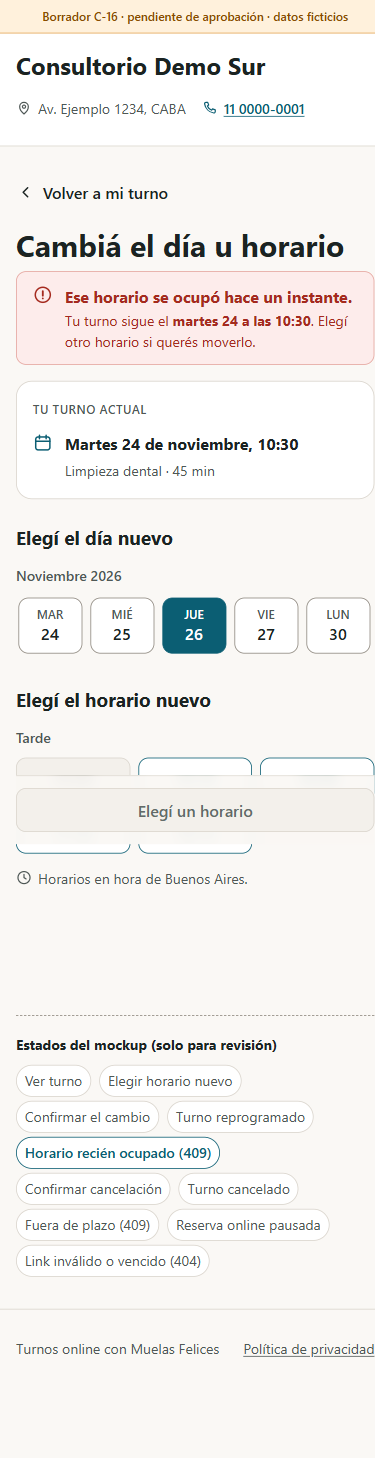 Borrador C-16 · pendiente de aprobación · datos ficticios
Consultorio Demo Sur
Av. Ejemplo 1234, CABA 11 0000-0001
Volver a mi turno
Cambiá el día u horario
Ese horario se ocupó hace un instante.
Tu turno sigue el martes 24 a las 10:30. Elegí
otro horario si querés moverlo.
TU TURNO ACTUAL
Martes 24 de noviembre, 10:30
Limpieza dental · 45 min
Elegí el día nuevo
Noviembre 2026
MAR MIÉ JUE VIE LUN
24 25 26 27 30
Elegí el horario nuevo
Tarde
Elegí un horario
Horarios en hora de Buenos Aires.
Estados del mockup (solo para revisión)
Ver turno Elegir horario nuevo
Confirmar el cambio Turno reprogramado
Horario recién ocupado (409)
Confirmar cancelación Turno cancelado
Fuera de plazo (409) Reserva online pausada
Link inválido o vencido (404)
Turnos online con Muelas Felices Política de privacidad